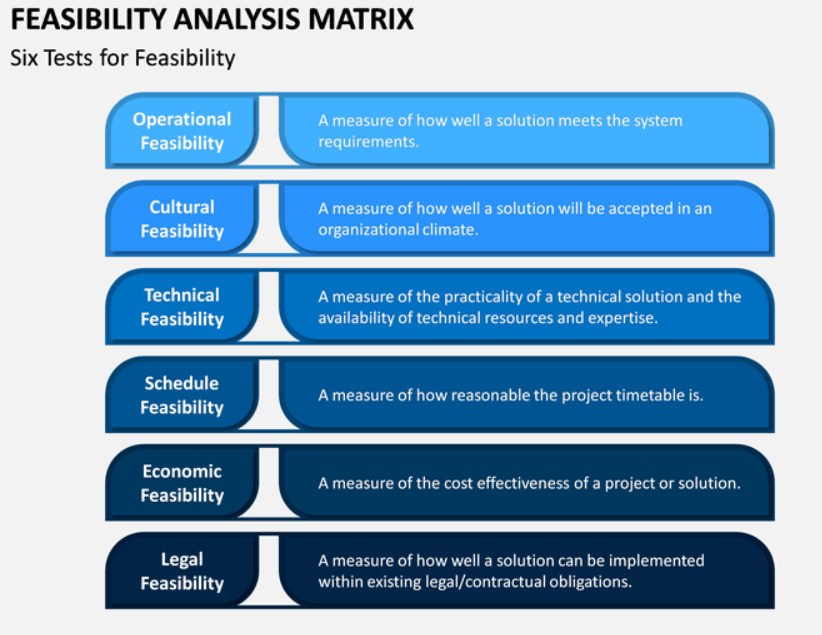 FEASIBILITY ANALYSIS MATRIX
Six Tests for Feasibility
Operational
Feasibility
A measure of how well a solution meets the system
requirements.
Cultural
Feasibility
A measure of how well a solution will be accepted in an
organizational climate.
Technical
Feasibility
A measure of the practicality of a technical solution and the
availability of technical resources and expertise.
Schedule
Feasibility
A measure of how reasonable the project timetable is.
Economic
Feasibility
A measure of the cost effectiveness of a project or solution.
Legal
Feasibility
A measure of how well a solution can be implemented
within existing legal/contractual obligations.